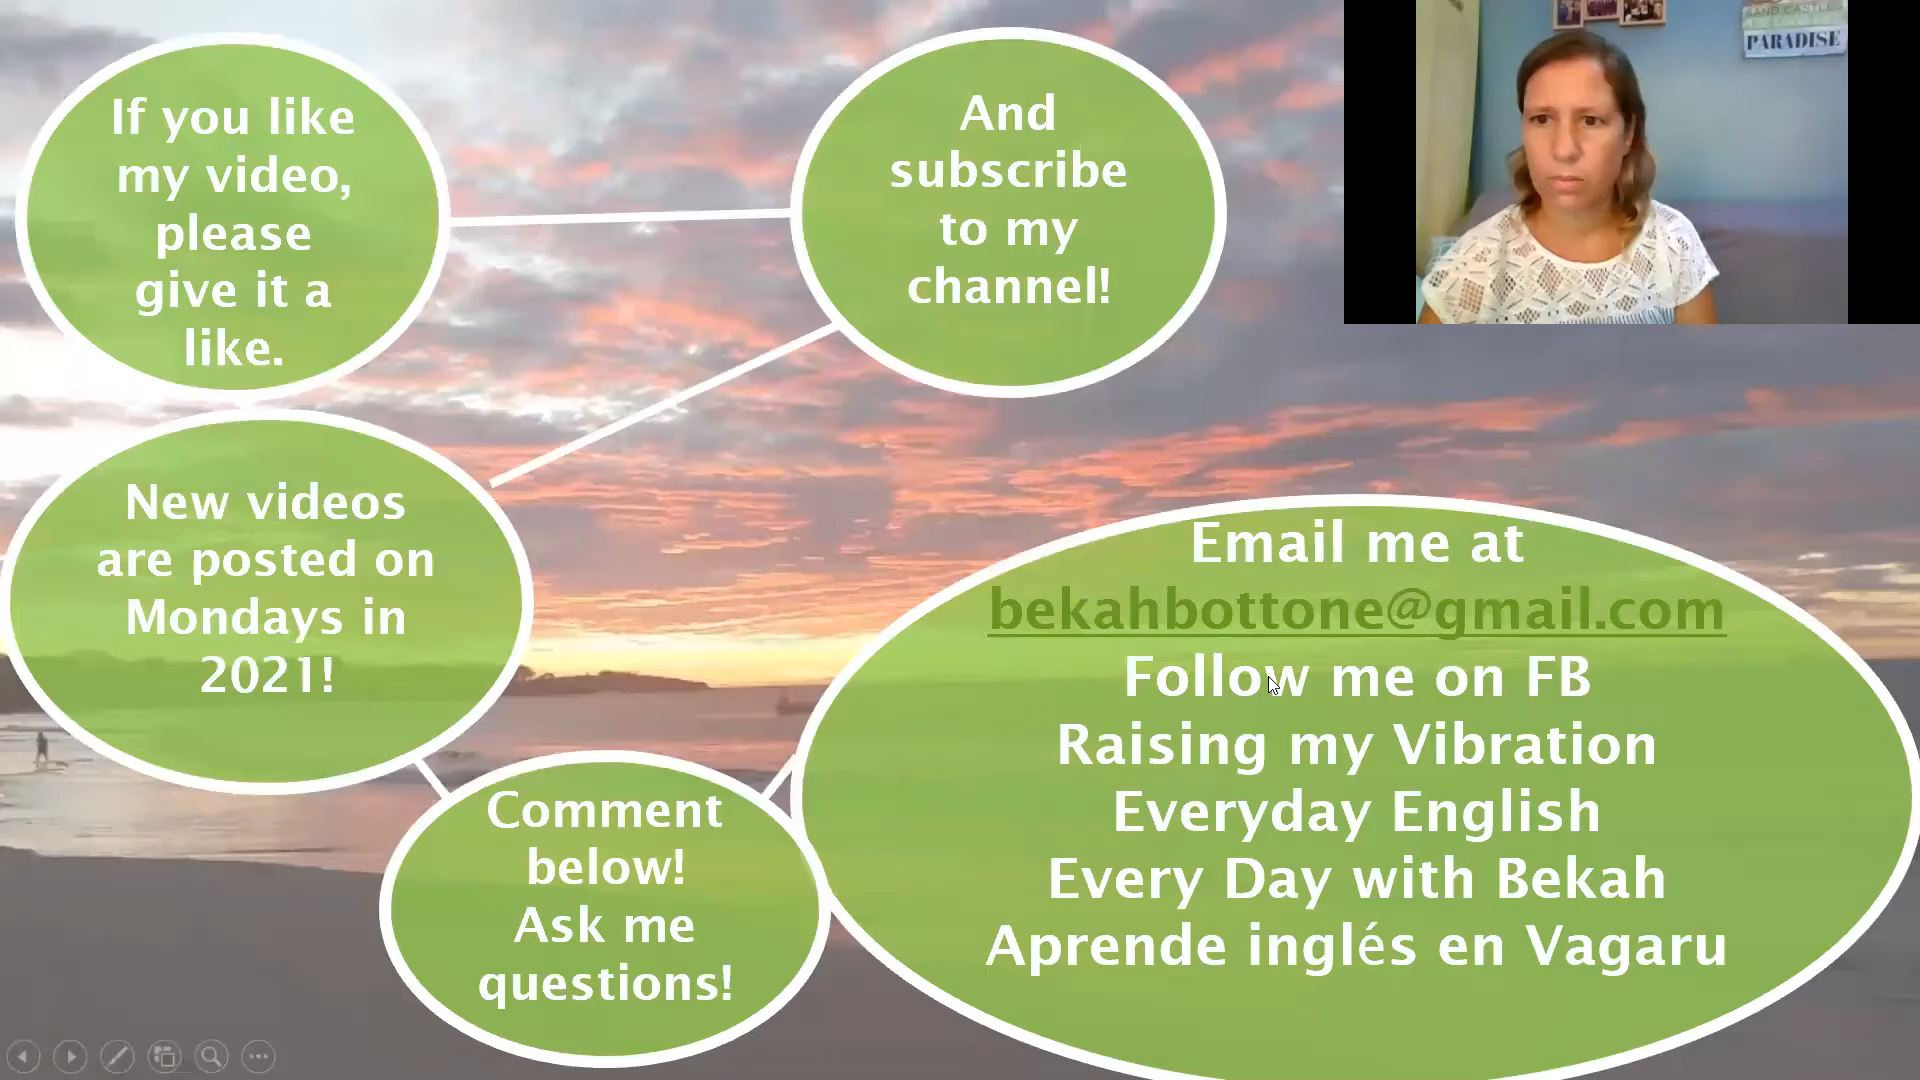 If you like
my video,
please
give it a
like.
And
subscribe
to my
channel!
SAND CASTLE
PARADISE
New videos
are posted on
Mondays in
2021!
Comment
below!
Ask me
questions!
Email me at
bekahbottone@gmail.com
Follow me on FB
Raising my Vibration
Everyday English
Every Day with Bekah
Aprende inglés en Vagaru